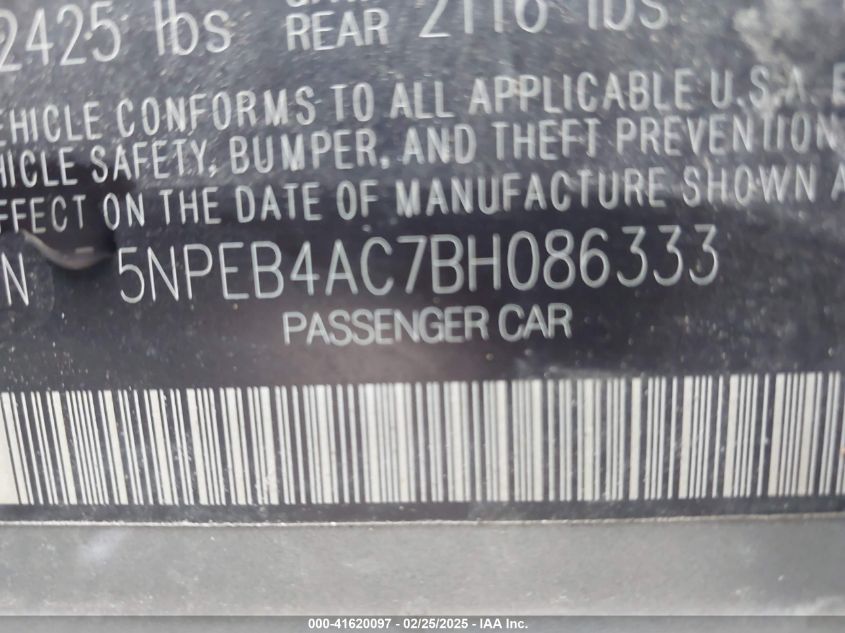 2425 lbs REAR 2116 lbs
EHICLE CONFORMS TO ALL APPLICABLE U.S.A.
HICLE SAFETY, BUMPER, AND THEFT PREVENTION
FFECT ON THE DATE OF MANUFACTURE SHOWN A
N 5NPEB4AC7BH086333
PASSENGER CAR
000-41620097 - 02/25/2025 - IAA Inc.